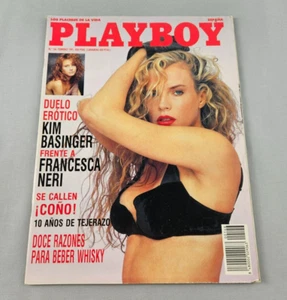 LOS PLACERES DE LA VIDA
PLAYBOY
DUELO
ERÓTICO
KIM
BASINGER
FRENTE A
FRANCESCA
NERI
SE CALLEN
¡COÑO!
10 AÑOS DE TEJERAZO
DOCE RAZONES
PARA BEBER WHISKY